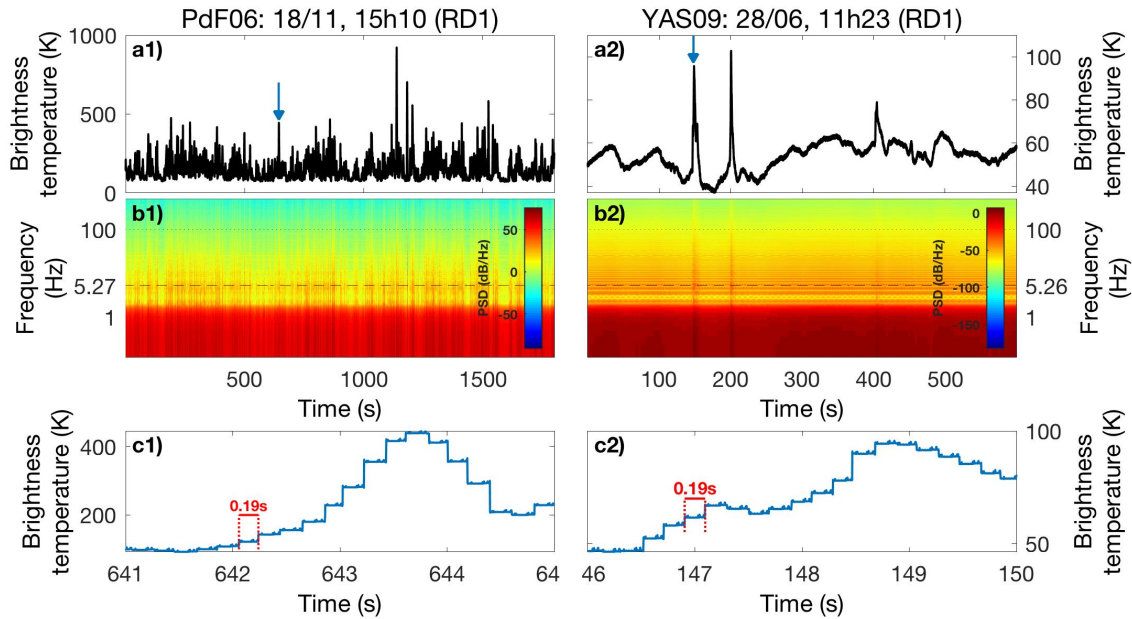 PdF06: 18/11, 15h10 (RD1)
YAS09: 28/06, 11h23 (RD1)
a1)
1000
500
0
Brightness
temperature (K)
a2)
100
80
60
40
Brightness
temperature (K)
b1)
100
5.27
1
Frequency
(Hz)
50
0
-50
PSD (dB/Hz)
500
1000
1500
Time (s)
b2)
0
-50
-100
-150
PSD (dB/Hz)
100
5.26
1
Frequency
(Hz)
100
200
300
400
500
Time (s)
c1)
400
200
Brightness
temperature (K)
0.19s
641
642
643
644
64
Time (s)
c2)
100
50
Brightness
temperature (K)
0.19s
46
147
148
149
150
Time (s)